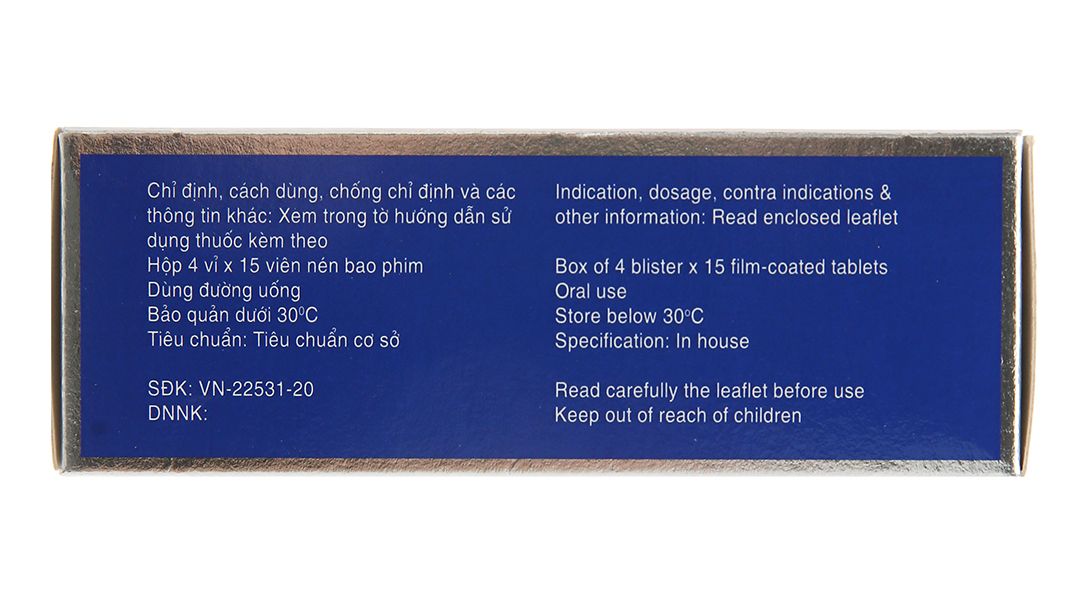 Chỉ định, cách dùng, chống chỉ định và các
thông tin khác: Xem trong tờ hướng dẫn sử
dụng thuốc kèm theo
Hộp 4 vỉ x 15 viên nén bao phim
Dùng đường uống
Bảo quản dưới 30⁰C
Tiêu chuẩn: Tiêu chuẩn cơ sở
SĐK: VN-22531-20
DNNK:
Indication, dosage, contra indications &
other information: Read enclosed leaflet
Box of 4 blister x 15 film-coated tablets
Oral use
Store below 30°C
Specification: In house
Read carefully the leaflet before use
Keep out of reach of children